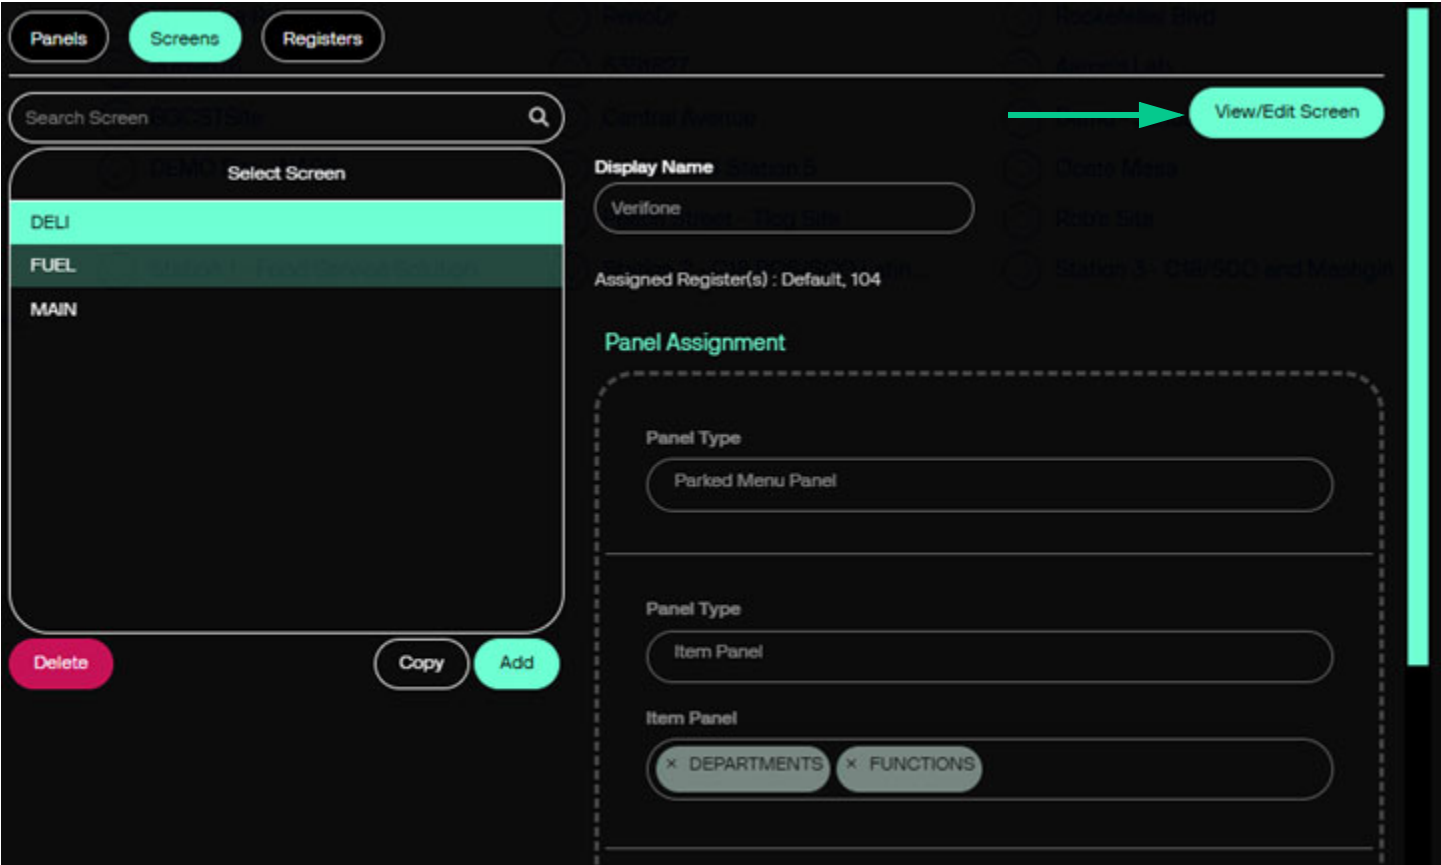 Panels
Screens
Registers
Search Screen
View/Edit Screen
Select Screen
DELI
FUEL
MAIN
Delete
Copy
Add
Display Name
Verifone
Assigned Register(s) : Default, 104
Panel Assignment
Panel Type
Parked Menu Panel
Panel Type
Item Panel
Item Panel
× DEPARTMENTS
× FUNCTIONS